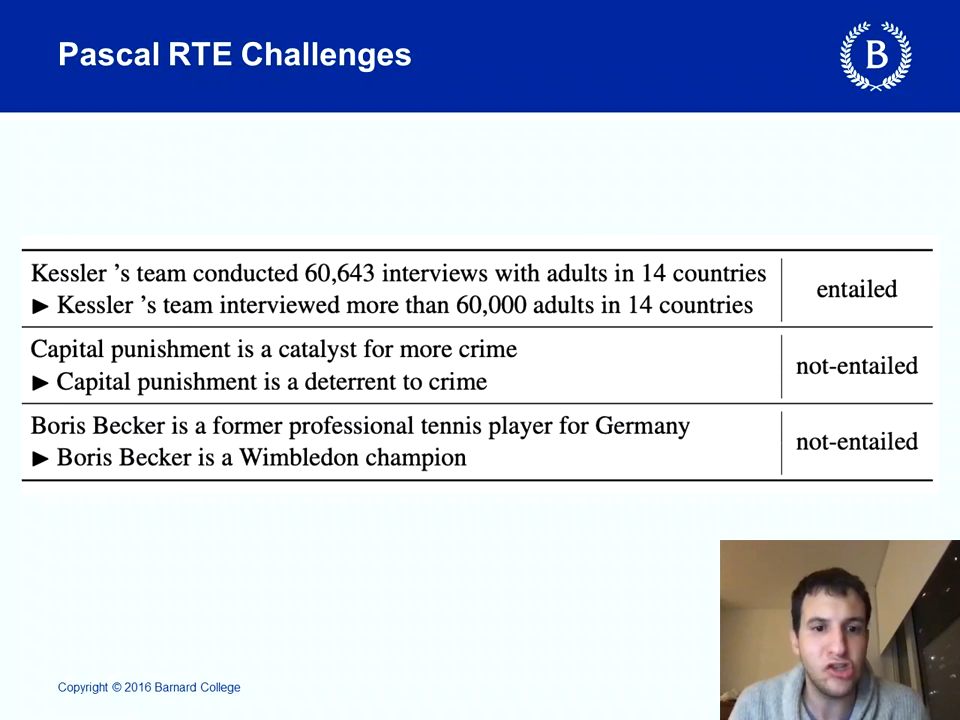 Pascal RTE Challenges
B
Kessler ’s team conducted 60,643 interviews with adults in 14 countries
► Kessler ’s team interviewed more than 60,000 adults in 14 countries
entailed
Capital punishment is a catalyst for more crime
► Capital punishment is a deterrent to crime
not-entailed
Boris Becker is a former professional tennis player for Germany
► Boris Becker is a Wimbledon champion
not-entailed
Copyright © 2016 Barnard College